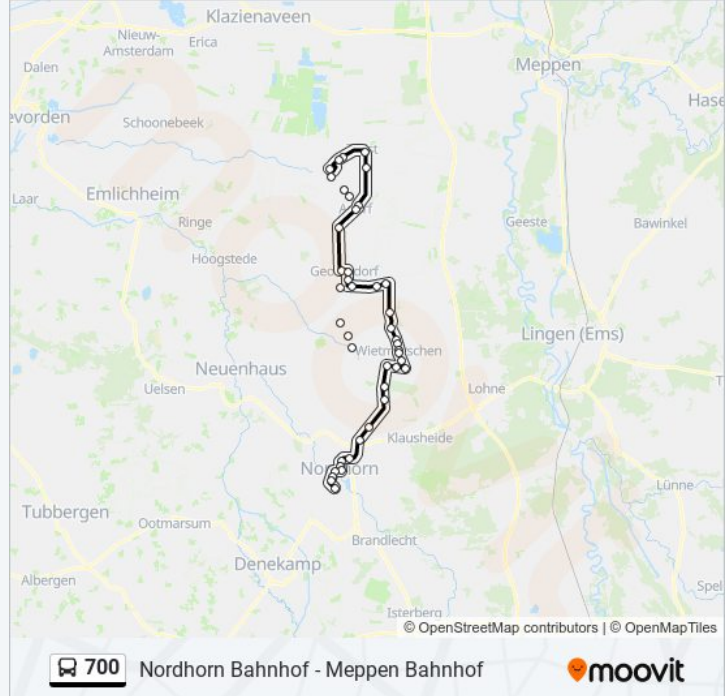 Klazienaveen
Nieuw-
Amsterdam
Erica
Dalen
Meppen
evorden
Schoonebeek
Hase
Laar
Emlichheim
Ringe
Geeste
Bawinkel
Hoogstede
Lingen (Ems)
Neuenhaus
Uelsen
Lohne
Klausheide
Lünne
Tubbergen
Ootmarsum
Brandlecht
Denekamp
Albergen
Spel
Isterberg
© OpenStreetMap contributors | © OpenMapTiles
700 Nordhorn Bahnhof - Meppen Bahnhof
moovit